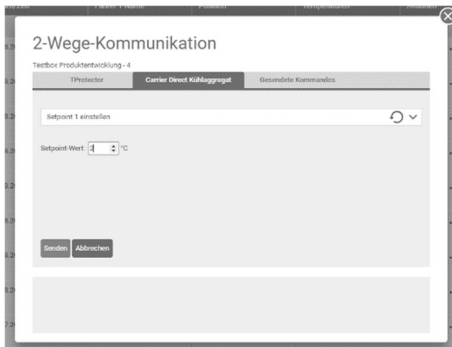 2-Wege-Kommunikation
Testbox Produktentwicklung - 4
TProtector Carrier Direct Kühlaggregat Gesendete Kommandos
Setpoint 1 einstellen
Setpoint-Wert: 2 °C
Senden Abbrechen